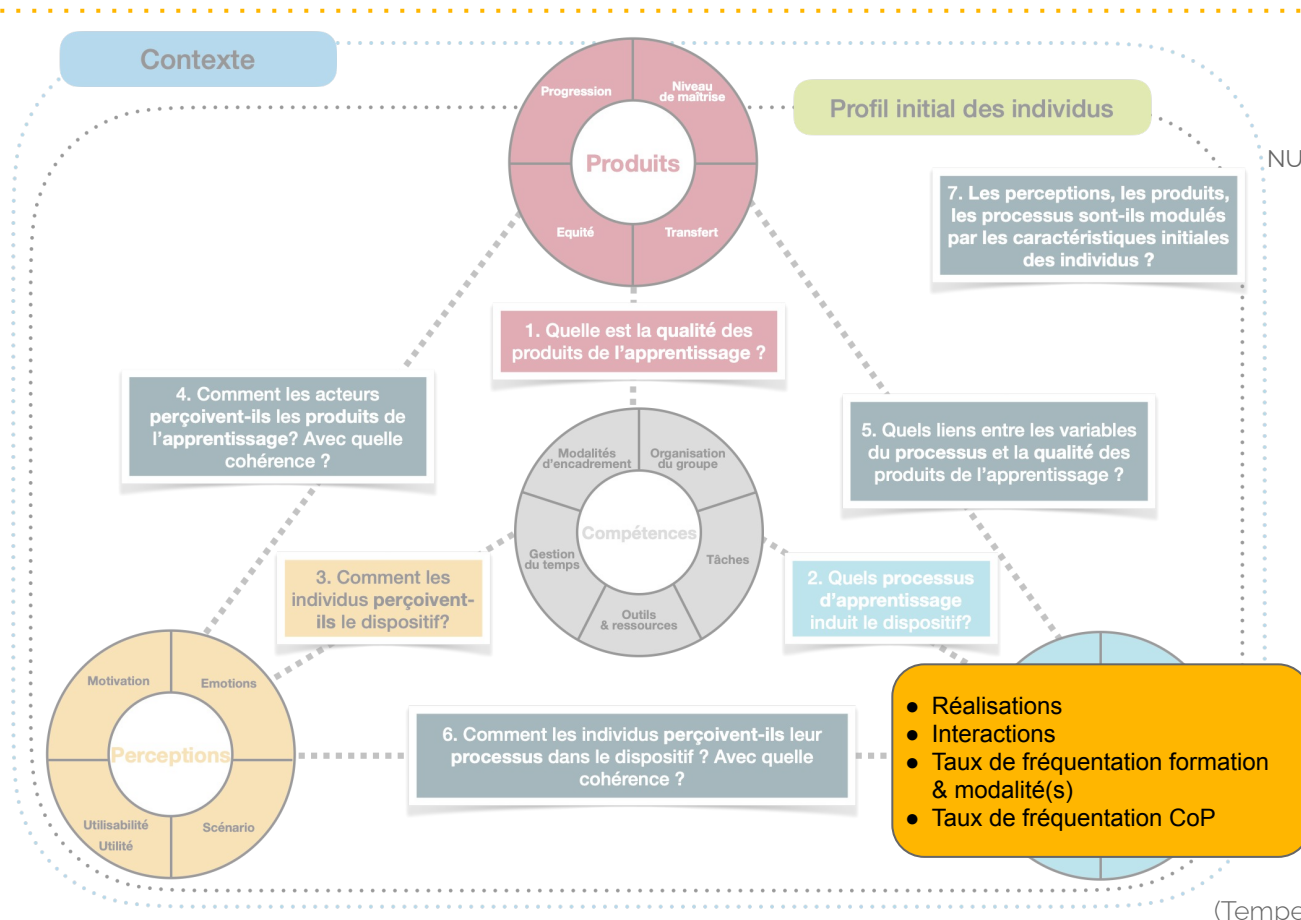 Contexte
Progression
Niveau
de maîtrise
Profil initial des individus
Produits
Equité
Transfert
7. Les perceptions, les produits,
les processus sont-ils modulés
par les caractéristiques initiales
des individus ?
1. Quelle est la qualité des
produits de l'apprentissage ?
4. Comment les acteurs
perçoivent-ils les produits de
l'apprentissage? Avec quelle
cohérence ?
5. Quels liens entre les variables
du processus et la qualité des
produits de l'apprentissage ?
Modalités
d'encadrement
Organisation
du groupe
Compétences
Gestion
du temps
Tâches
Outils
& ressources
3. Comment les
individus perçoivent-
ils le dispositif?
2. Quels processus
d'apprentissage
induit le dispositif?
Motivation
Emotions
Perceptions
Utilisabilité
Utilité
Scénario
6. Comment les individus perçoivent-ils leur
processus dans le dispositif ? Avec quelle
cohérence ?
● Réalisations
● Interactions
● Taux de fréquentation formation
& modalité(s)
● Taux de fréquentation CoP